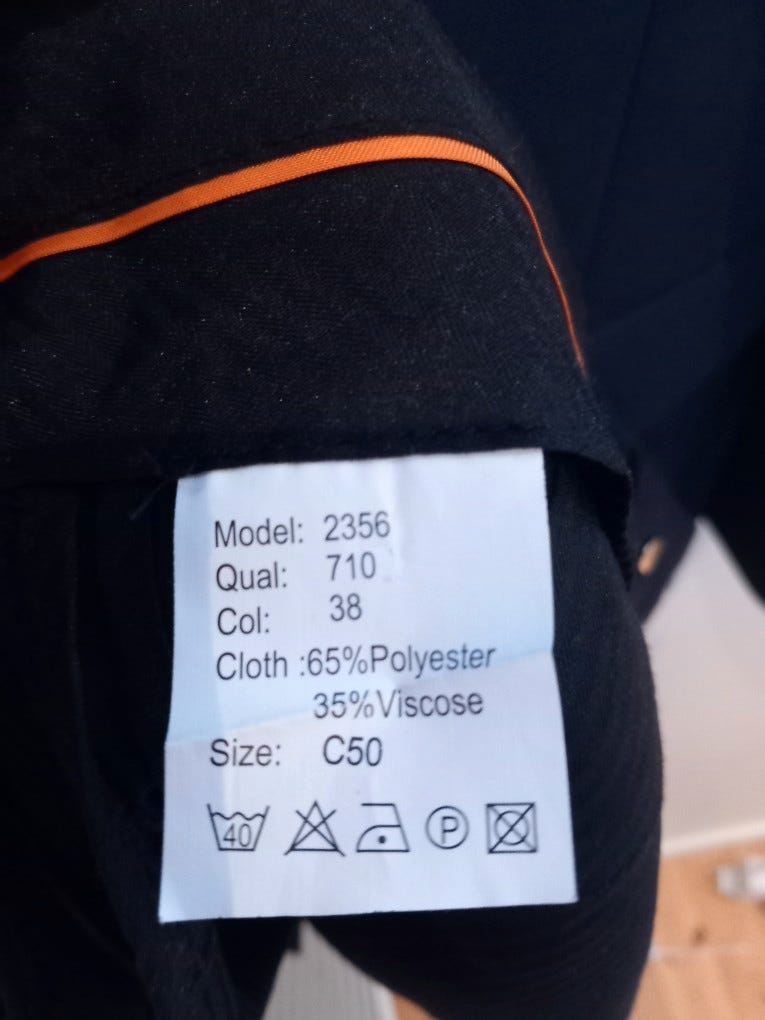 Model: 2356
Qual: 710
Col: 38
Cloth :65%Polyester
35%Viscose
Size: C50
40 P